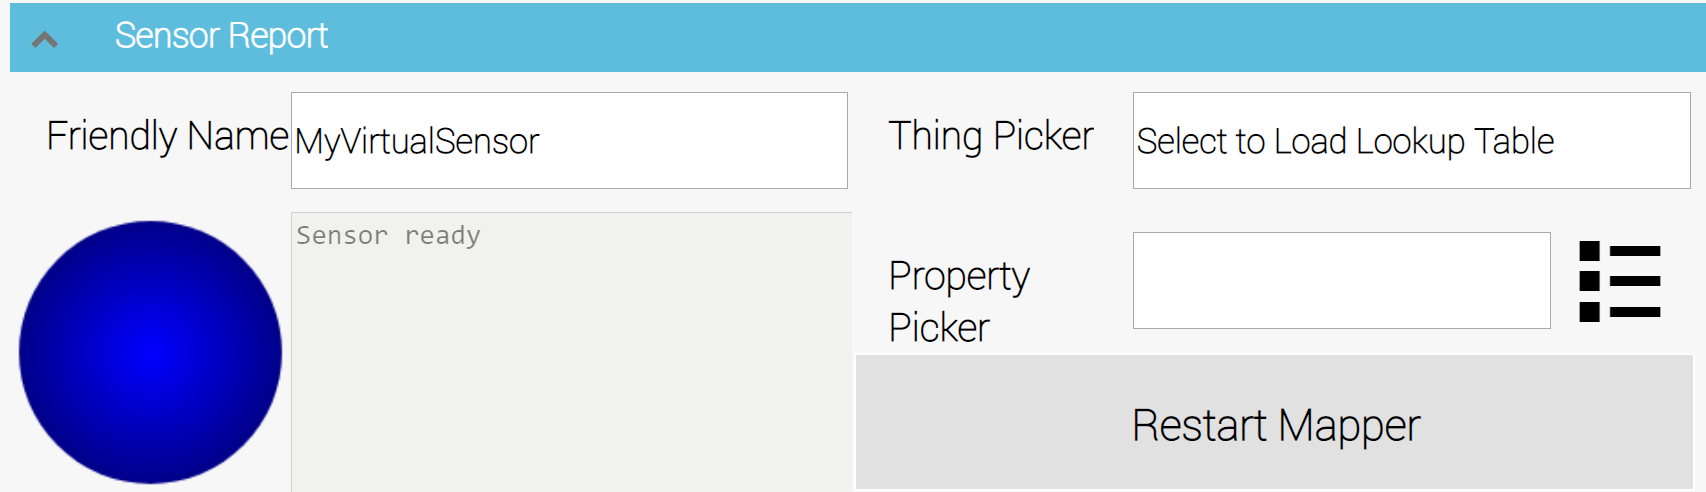 Sensor Report
Friendly Name
MyVirtualSensor
Thing Picker
Select to Load Lookup Table
Sensor ready
Property
Picker
Restart Mapper